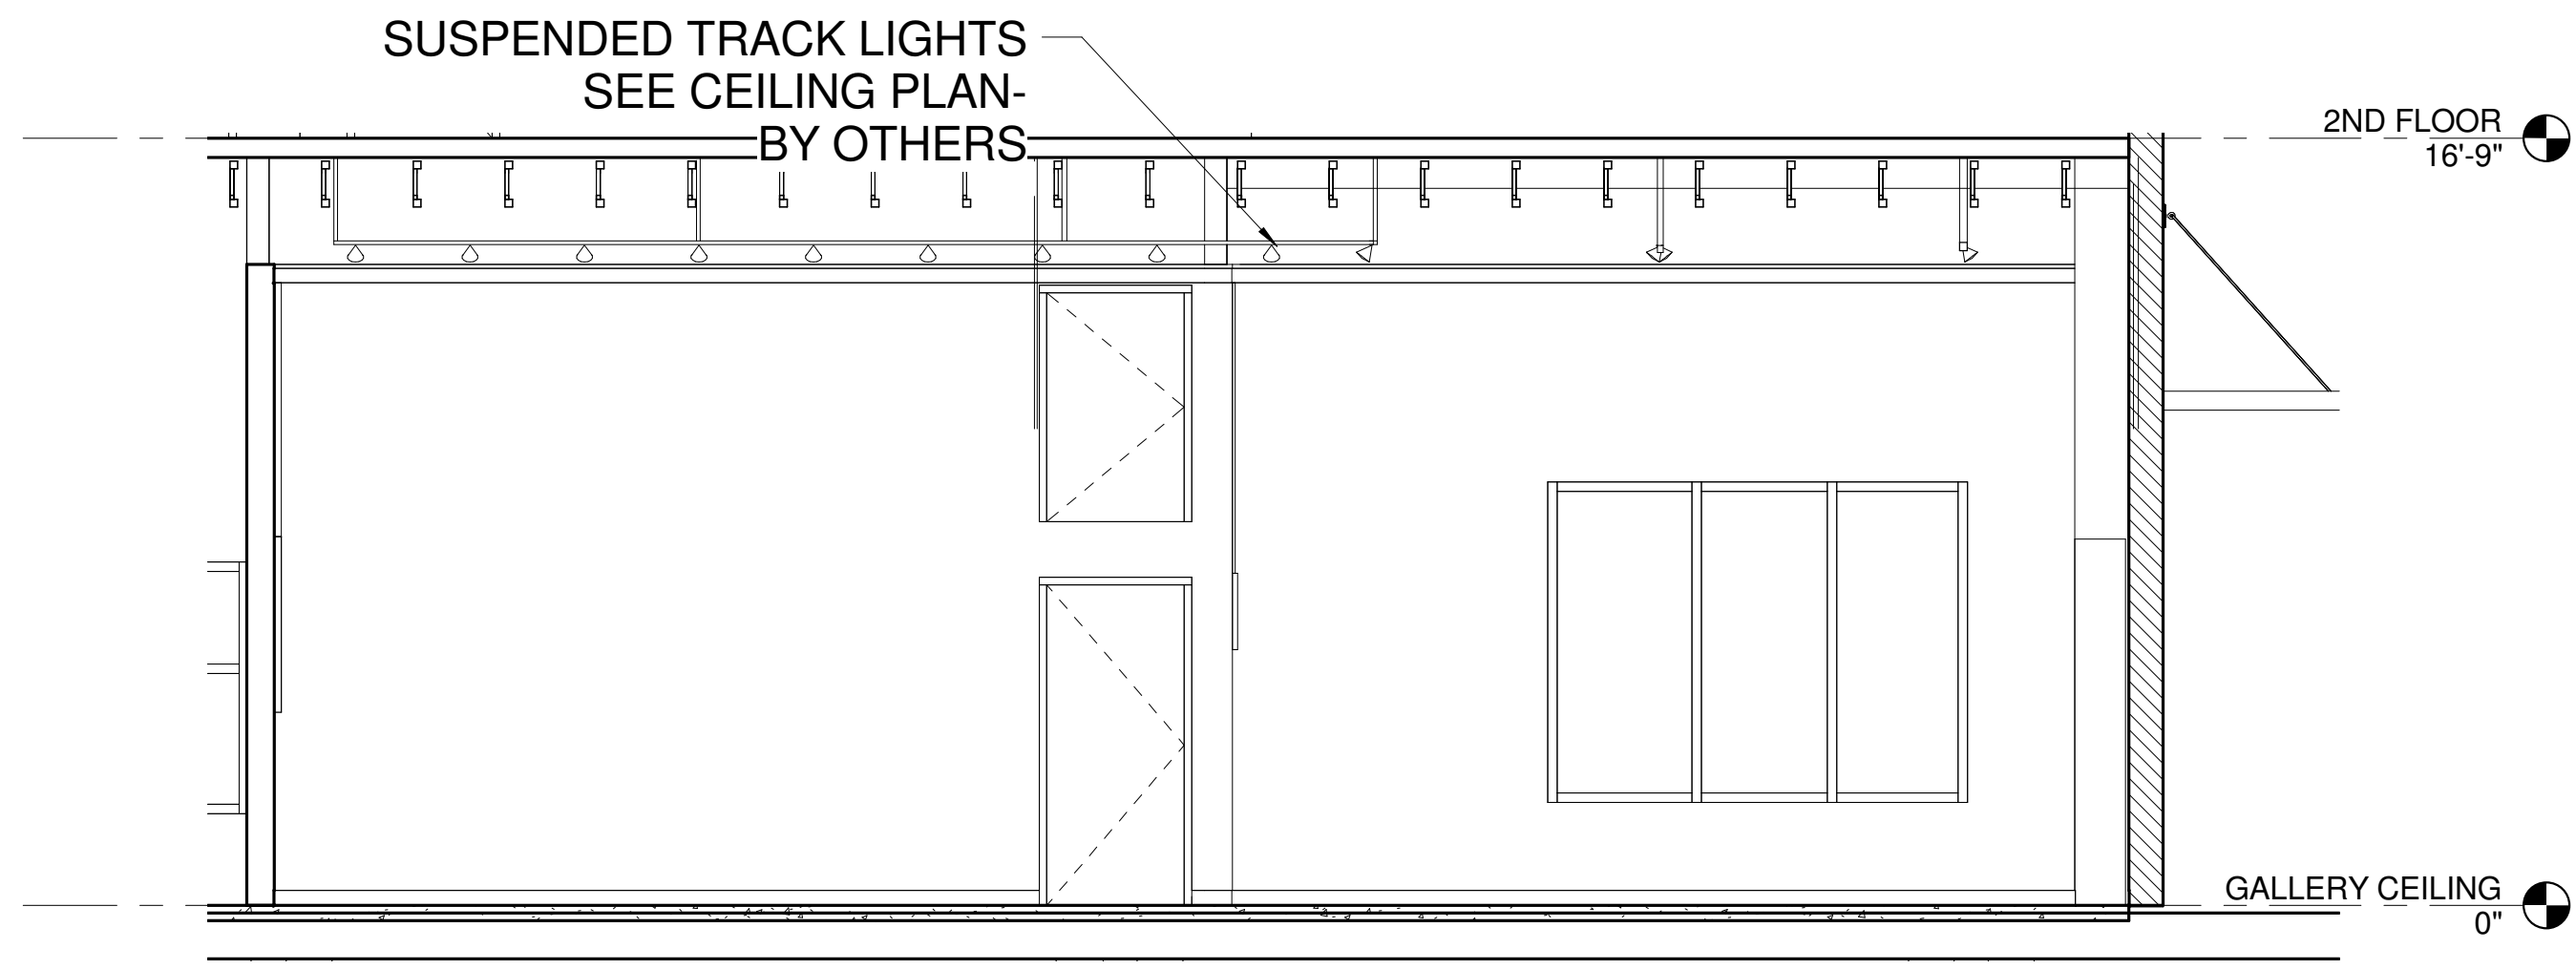 SUSPENDED TRACK LIGHTS
SEE CEILING PLAN-
BY OTHERS
2ND FLOOR
16'-9"
GALLERY CEILING
0"